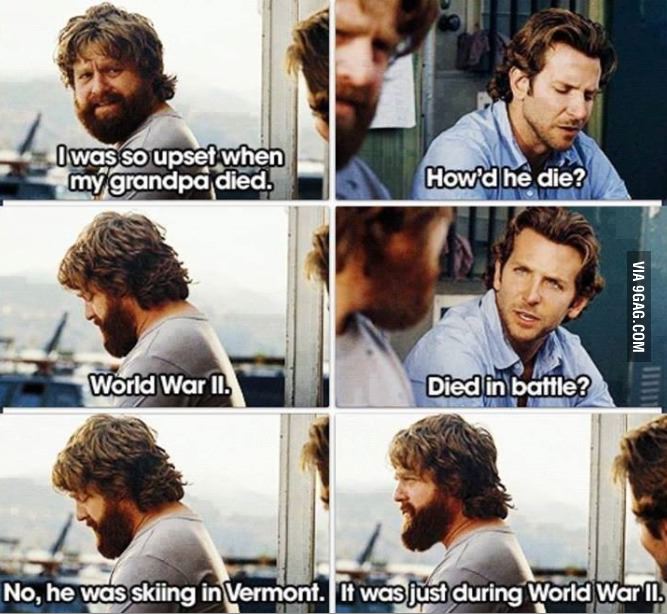 I was so upset when
my grandpa died.
How'd he die?
World War II.
Died in battle?
VIA 9GAG.COM
No, he was skiing in Vermont.
It was just during World War II.